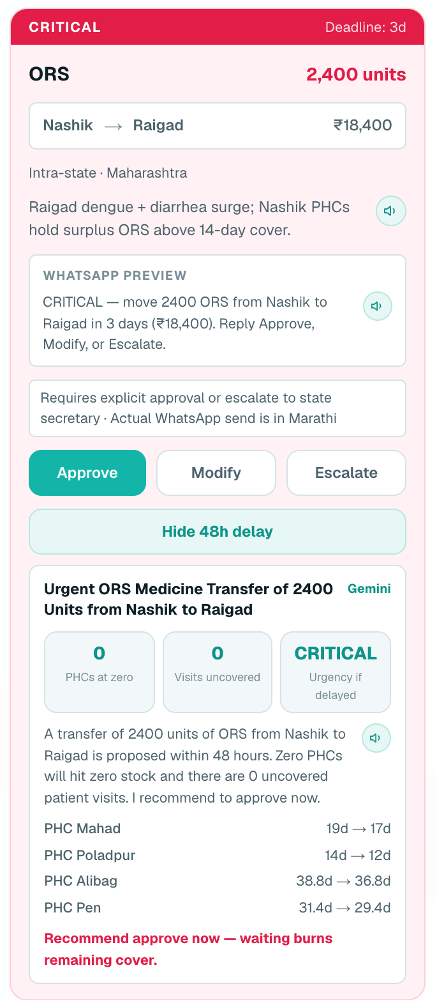 CRITICAL
Deadline: 3d
ORS
2,400 units
Nashik → Raigad
₹18,400
Intra-state · Maharashtra
Raigad dengue + diarrhea surge; Nashik PHCs
hold surplus ORS above 14-day cover.
WHATSAPP PREVIEW
CRITICAL — move 2400 ORS from Nashik to
Raigad in 3 days (₹18,400). Reply Approve,
Modify, or Escalate.
Requires explicit approval or escalate to state
secretary · Actual WhatsApp send is in Marathi
Approve
Modify
Escalate
Hide 48h delay
Urgent ORS Medicine Transfer of 2400
Units from Nashik to Raigad
Gemini
0
PHCs at zero
0
Visits uncovered
CRITICAL
Urgency if
delayed
A transfer of 2400 units of ORS from Nashik to
Raigad is proposed within 48 hours. Zero PHCs
will hit zero stock and there are 0 uncovered
patient visits. I recommend to approve now.
PHC Mahad 19d → 17d
PHC Poladpur 14d → 12d
PHC Alibag 38.8d → 36.8d
PHC Pen 31.4d → 29.4d
Recommend approve now — waiting burns
remaining cover.